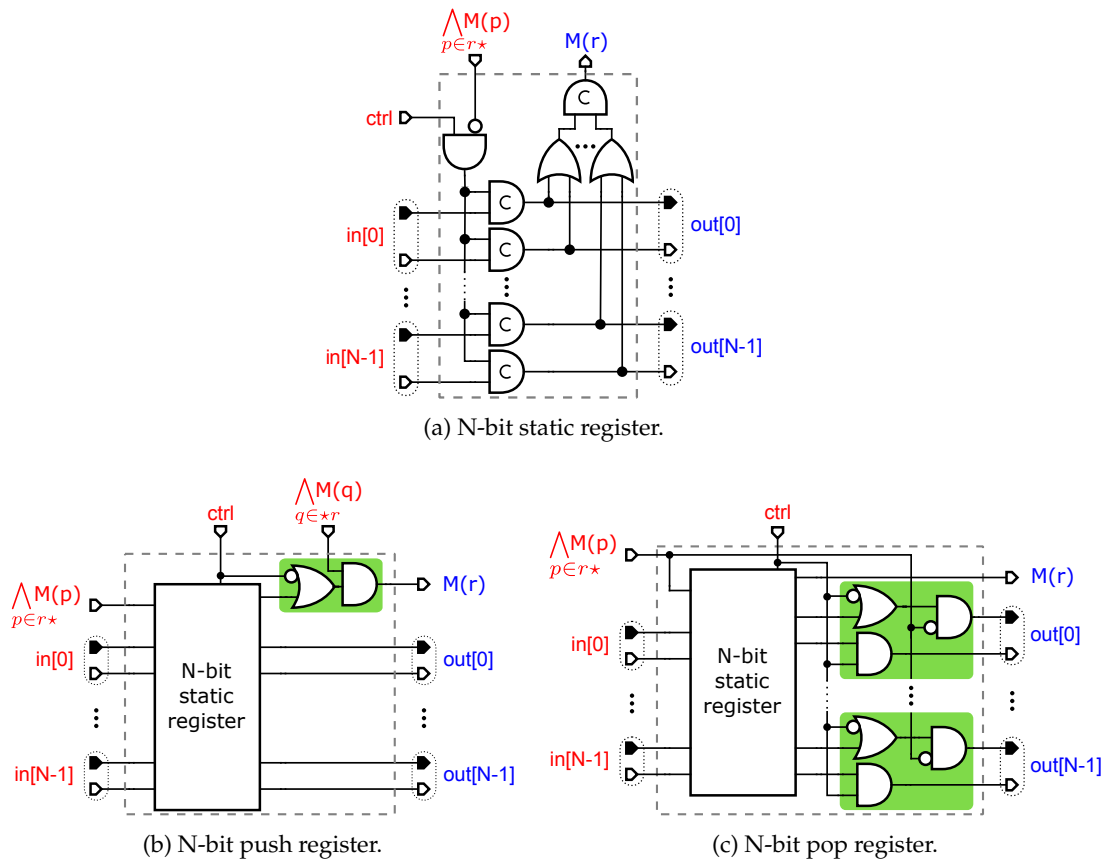 ⋀M(p)
p∈r⋆
M(r)
C
ctrl
C
in[0]
out[0]
C
C
in[N-1]
out[N-1]
C
(a) N-bit static register.
⋀M(q)
q∈⋆r
ctrl
⋀M(p)
p∈r⋆
M(r)
in[0]
out[0]
N-bit
static
register
in[N-1]
out[N-1]
(b) N-bit push register.
ctrl
⋀M(p)
p∈r⋆
M(r)
in[0]
out[0]
N-bit
static
register
in[N-1]
out[N-1]
(c) N-bit pop register.